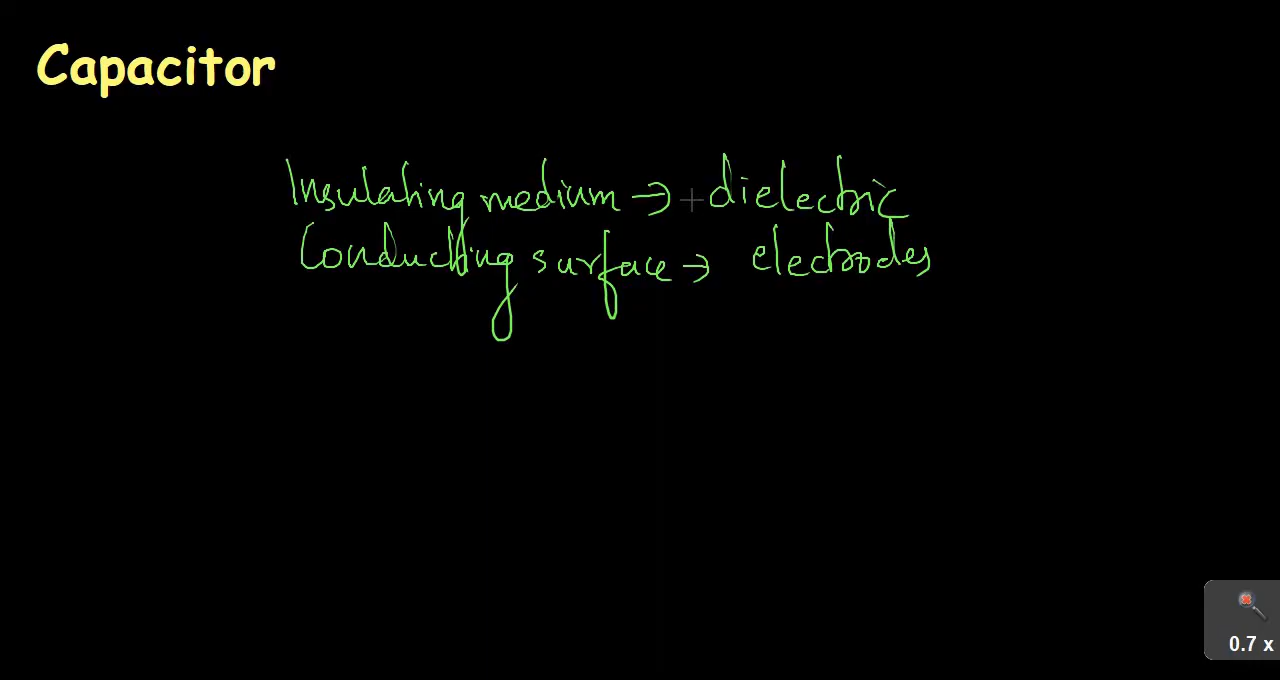 Capacitor
Insulating medium → dielectric
Conducting surface → electrodes
0.7 x